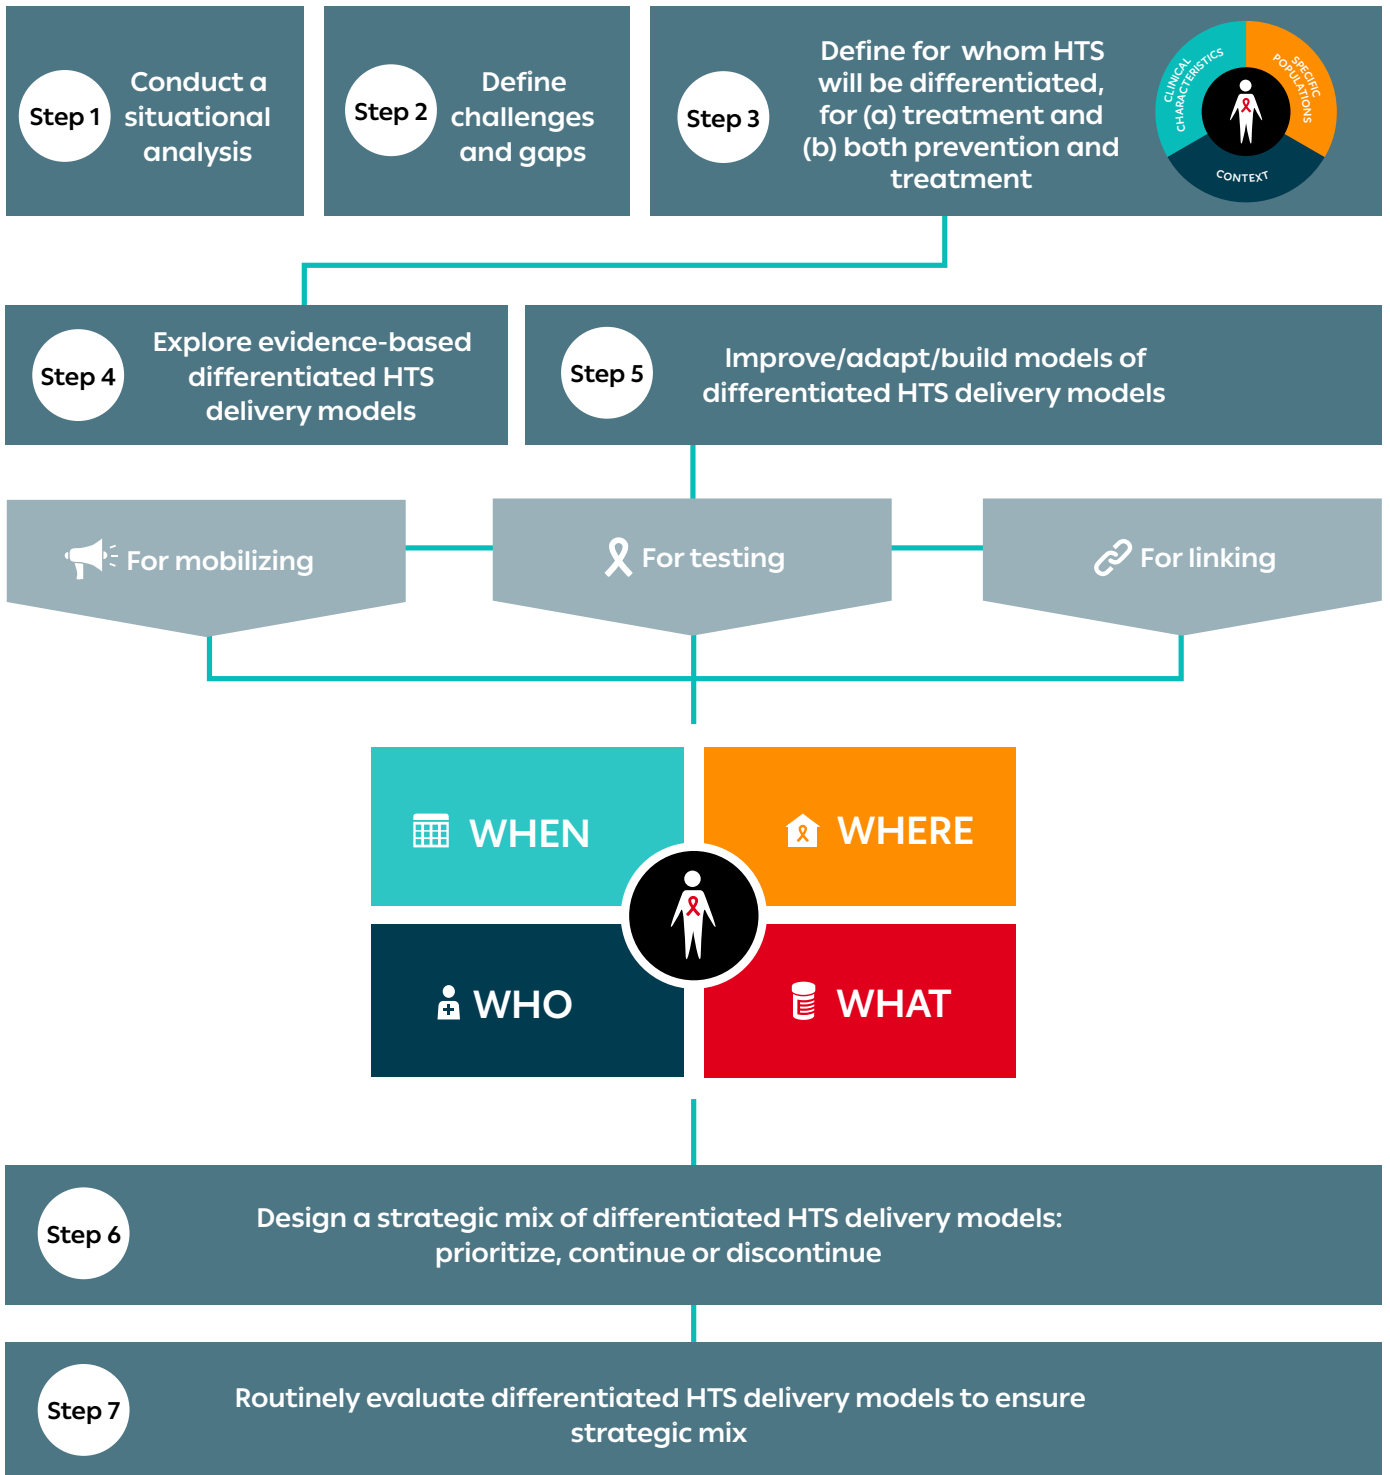 Step 1
Conduct a
situational
analysis
Step 2
Define
challenges
and gaps
Step 3
Define for whom HTS
will be differentiated,
for (a) treatment and
(b) both prevention and
treatment
CLINICAL
CHARACTERISTICS
SPECIFIC
POPULATIONS
CONTEXT
Step 4
Explore evidence-based
differentiated HTS
delivery models
Step 5
Improve/adapt/build models of
differentiated HTS delivery models
For mobilizing
For testing
For linking
WHEN
WHERE
WHO
WHAT
Step 6
Design a strategic mix of differentiated HTS delivery models:
prioritize, continue or discontinue
Step 7
Routinely evaluate differentiated HTS delivery models to ensure
strategic mix